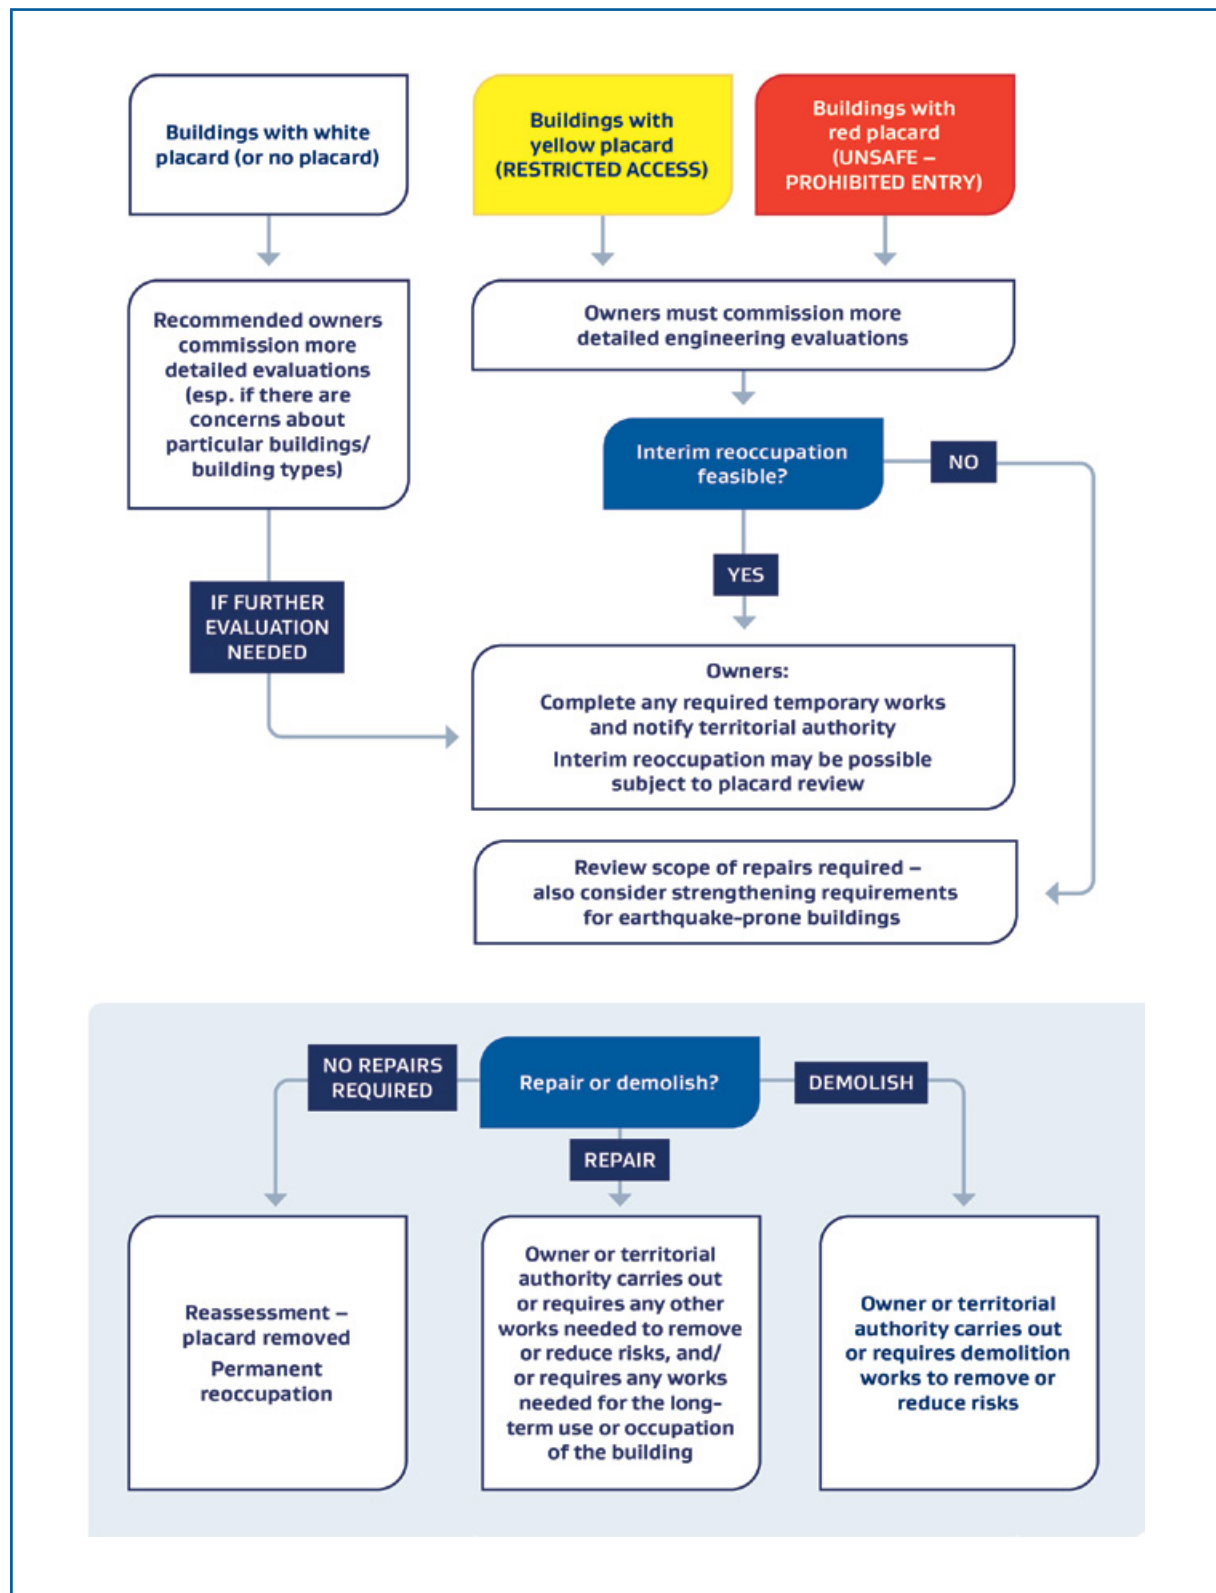 Buildings with white
placard (or no placard)
Buildings with
yellow placard
(RESTRICTED ACCESS)
Buildings with
red placard
(UNSAFE –
PROHIBITED ENTRY)
Recommended owners
commission more
detailed evaluations
(esp. if there are
concerns about
particular buildings/
building types)
Owners must commission more
detailed engineering evaluations
Interim reoccupation
feasible?
NO
YES
IF FURTHER
EVALUATION
NEEDED
Owners:
Complete any required temporary works
and notify territorial authority
Interim reoccupation may be possible
subject to placard review
Review scope of repairs required –
also consider strengthening requirements
for earthquake-prone buildings
NO REPAIRS
REQUIRED
Repair or demolish?
DEMOLISH
REPAIR
Reassessment –
placard removed
Permanent
reoccupation
Owner or territorial
authority carries out
or requires any other
works needed to remove
or reduce risks, and/
or requires any works
needed for the long-
term use or occupation
of the building
Owner or territorial
authority carries out
or requires demolition
works to remove or
reduce risks